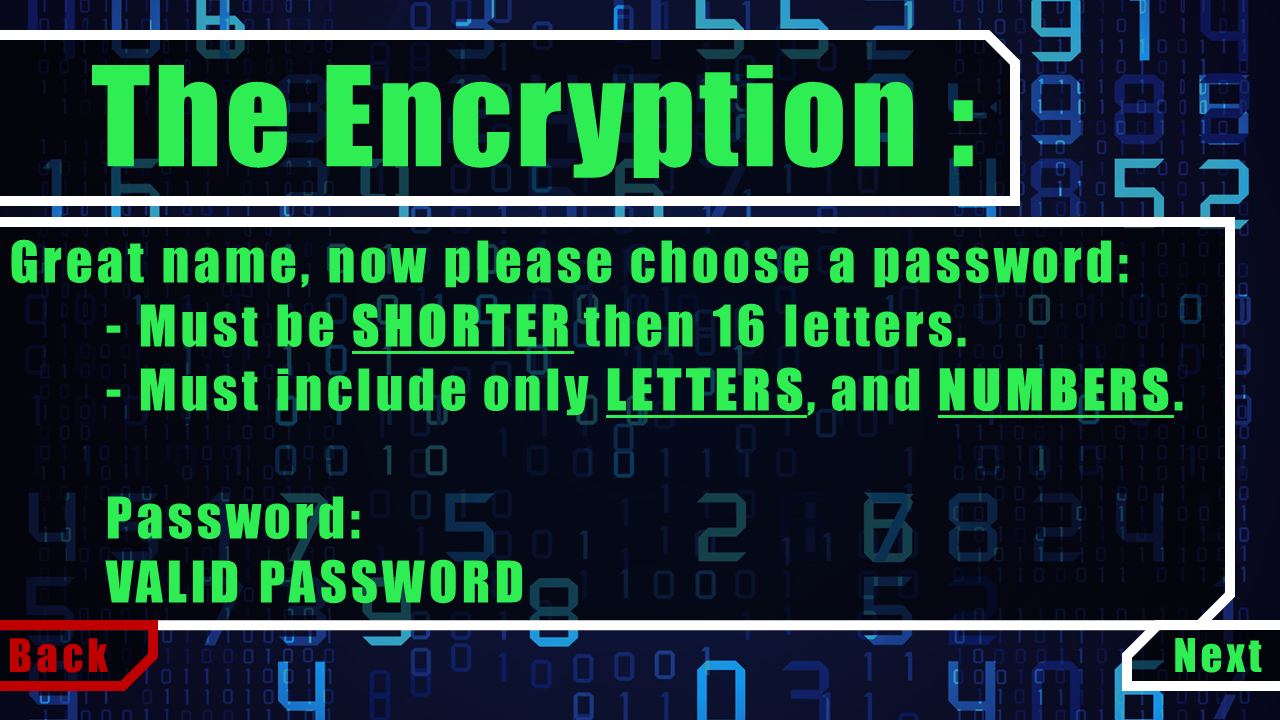 The Encryption :
Great name, now please choose a password:
- Must be SHORTER then 16 letters.
- Must include only LETTERS, and NUMBERS.
Password:
VALID PASSWORD
Back
Next